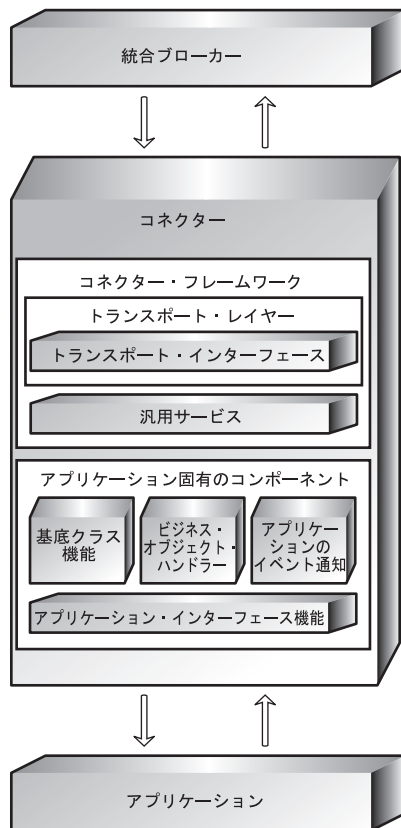 統合ブローカー
コネクター
コネクター・フレームワーク
トランスポート・レイヤー
トランスポート・インターフェース
汎用サービス
アプリケーション固有のコンポーネント
基底クラス
機能
ビジネス・
オブジェクト・
ハンドラー
アプリケー
ションの
イベント通知
アプリケーション・インターフェース機能
アプリケーション